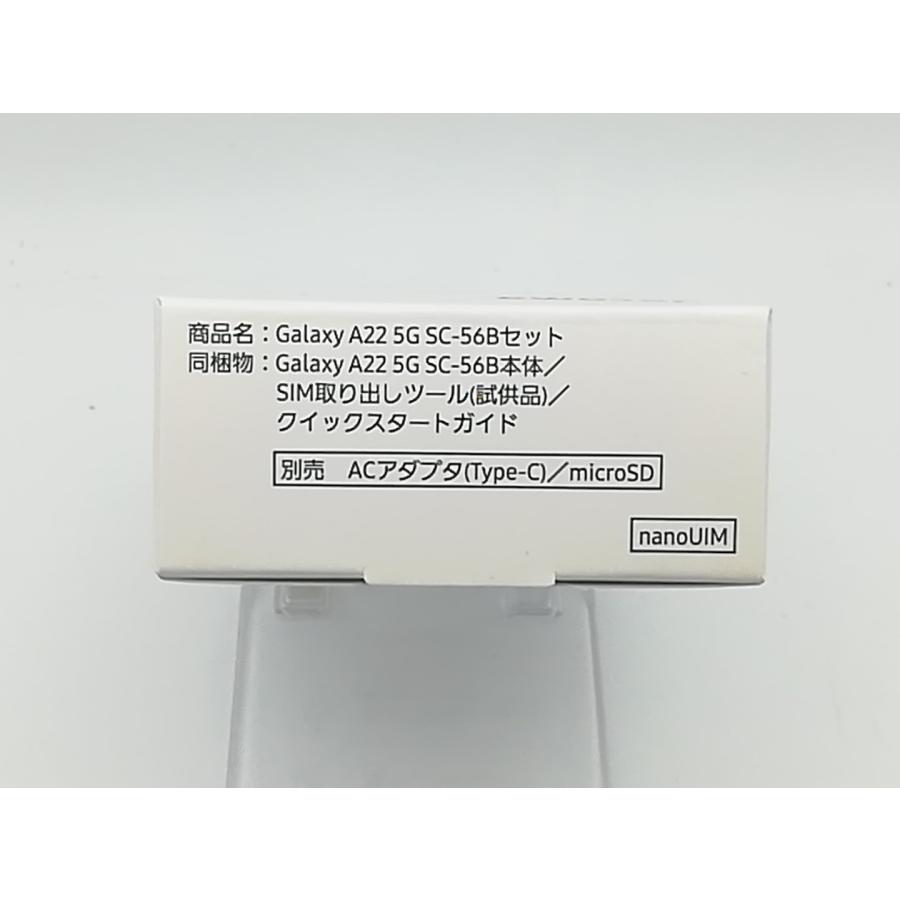 商品名：Galaxy A22 5G SC-56Bセット
同梱物：Galaxy A22 5G SC-56B本体／
SIM取り出しツール(試供品)／
クイックスタートガイド
別売　ACアダプタ(Type-C)／microSD
nanoUIM